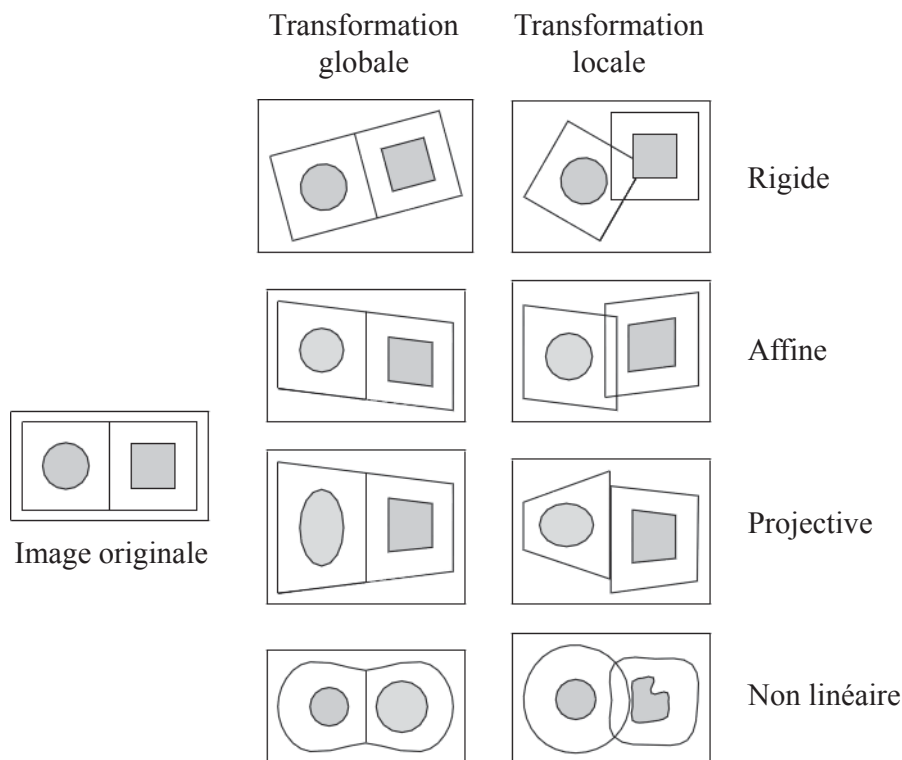 Transformation
globale
Transformation
locale
Rigide
Affine
Image originale
Projective
Non linéaire